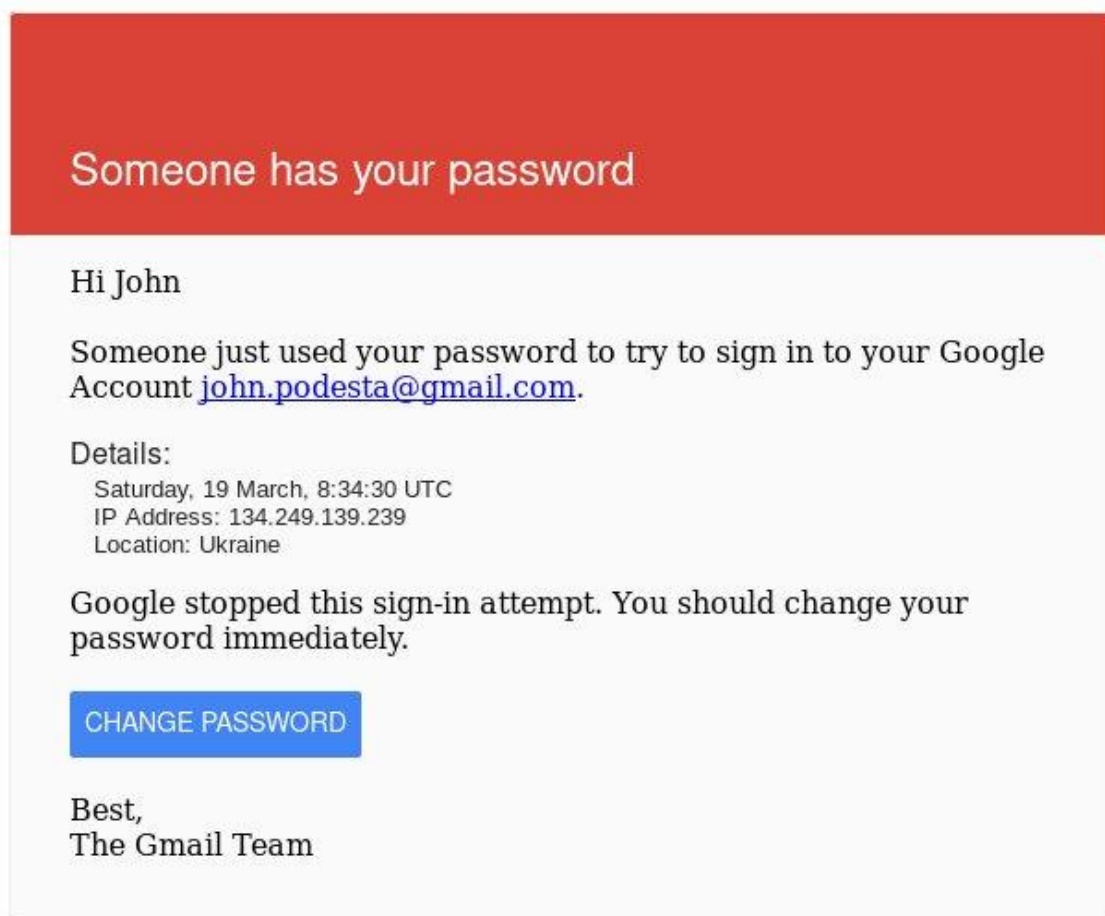 Someone has your password
Hi John
Someone just used your password to try to sign in to your Google
Account john.podesta@gmail.com.
Details:
Saturday, 19 March, 8:34:30 UTC
IP Address: 134.249.139.239
Location: Ukraine
Google stopped this sign-in attempt. You should change your
password immediately.
CHANGE PASSWORD
Best,
The Gmail Team